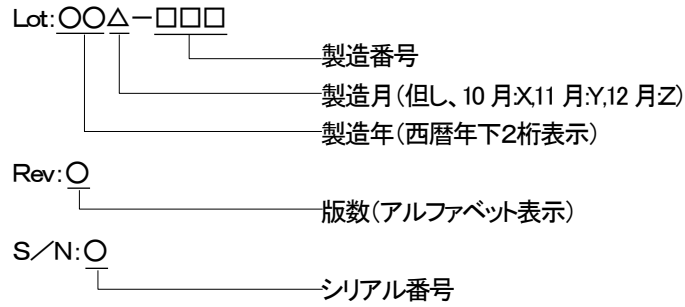 Lot:○○△－□□□
製造番号
製造月(但し、10月:X,11月:Y,12月:Z)
製造年(西暦年下2桁表示)
Rev:○
版数(アルファベット表示)
S／N:○
シリアル番号